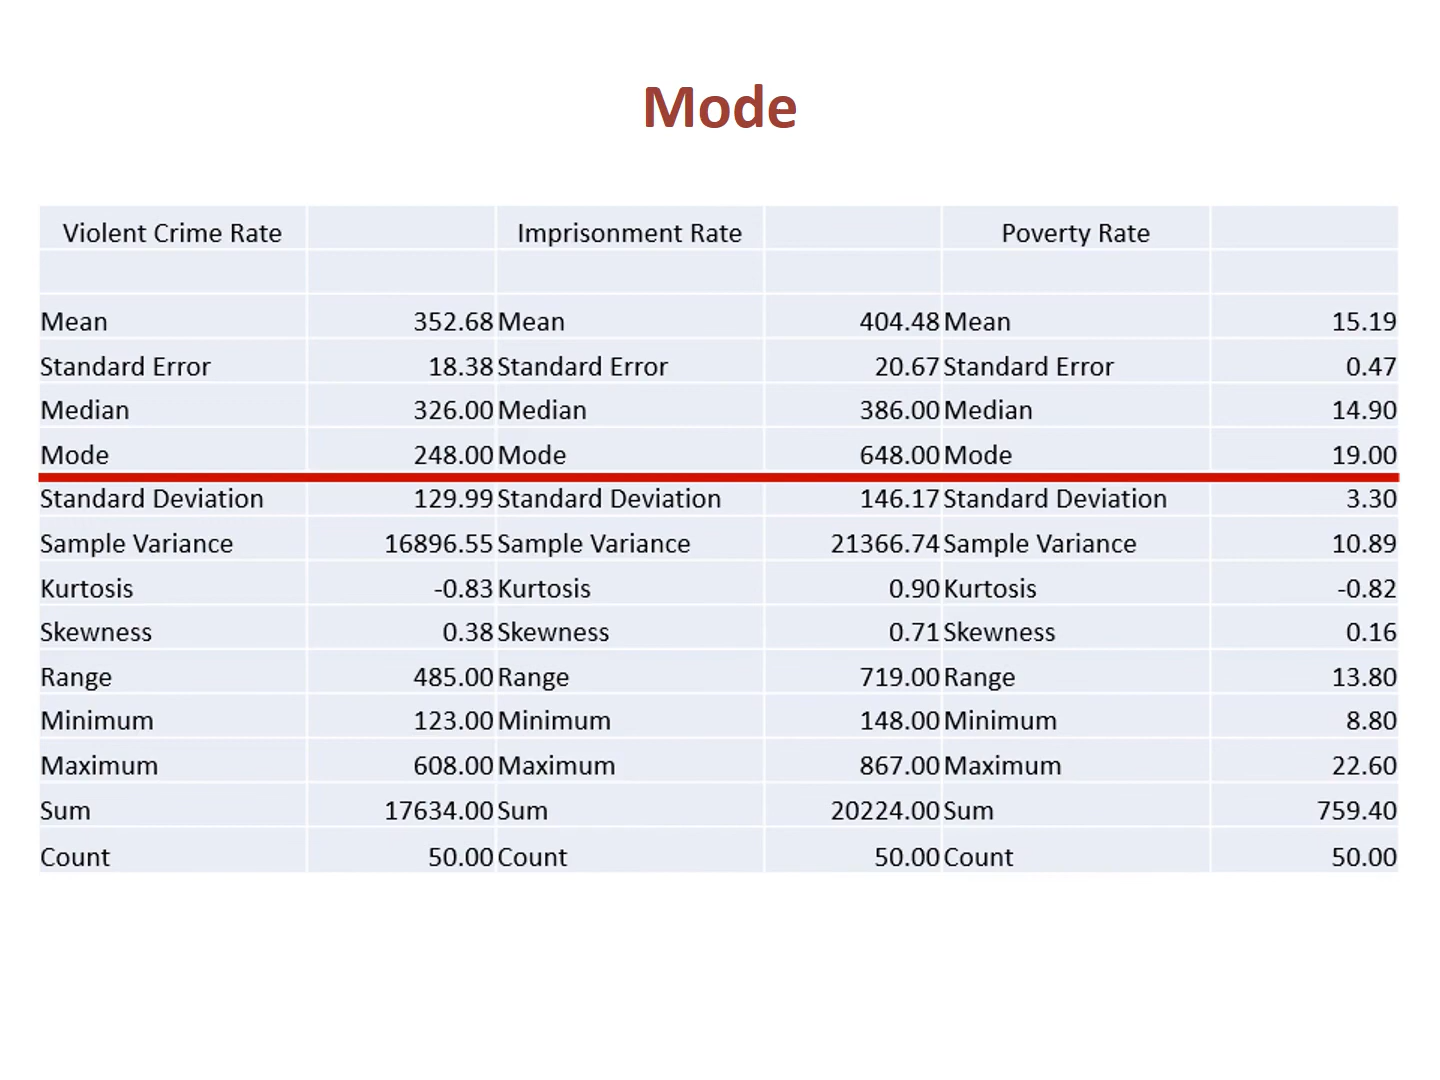 Mode
Violent Crime Rate Imprisonment Rate Poverty Rate
Mean 352.68 Mean 404.48 Mean 15.19
Standard Error 18.38 Standard Error 20.67 Standard Error 0.47
Median 326.00 Median 386.00 Median 14.90
Mode 248.00 Mode 648.00 Mode 19.00
Standard Deviation 129.99 Standard Deviation 146.17 Standard Deviation 3.30
Sample Variance 16896.55 Sample Variance 21366.74 Sample Variance 10.89
Kurtosis -0.83 Kurtosis 0.90 Kurtosis -0.82
Skewness 0.38 Skewness 0.71 Skewness 0.16
Range 485.00 Range 719.00 Range 13.80
Minimum 123.00 Minimum 148.00 Minimum 8.80
Maximum 608.00 Maximum 867.00 Maximum 22.60
Sum 17634.00 Sum 20224.00 Sum 759.40
Count 50.00 Count 50.00 Count 50.00